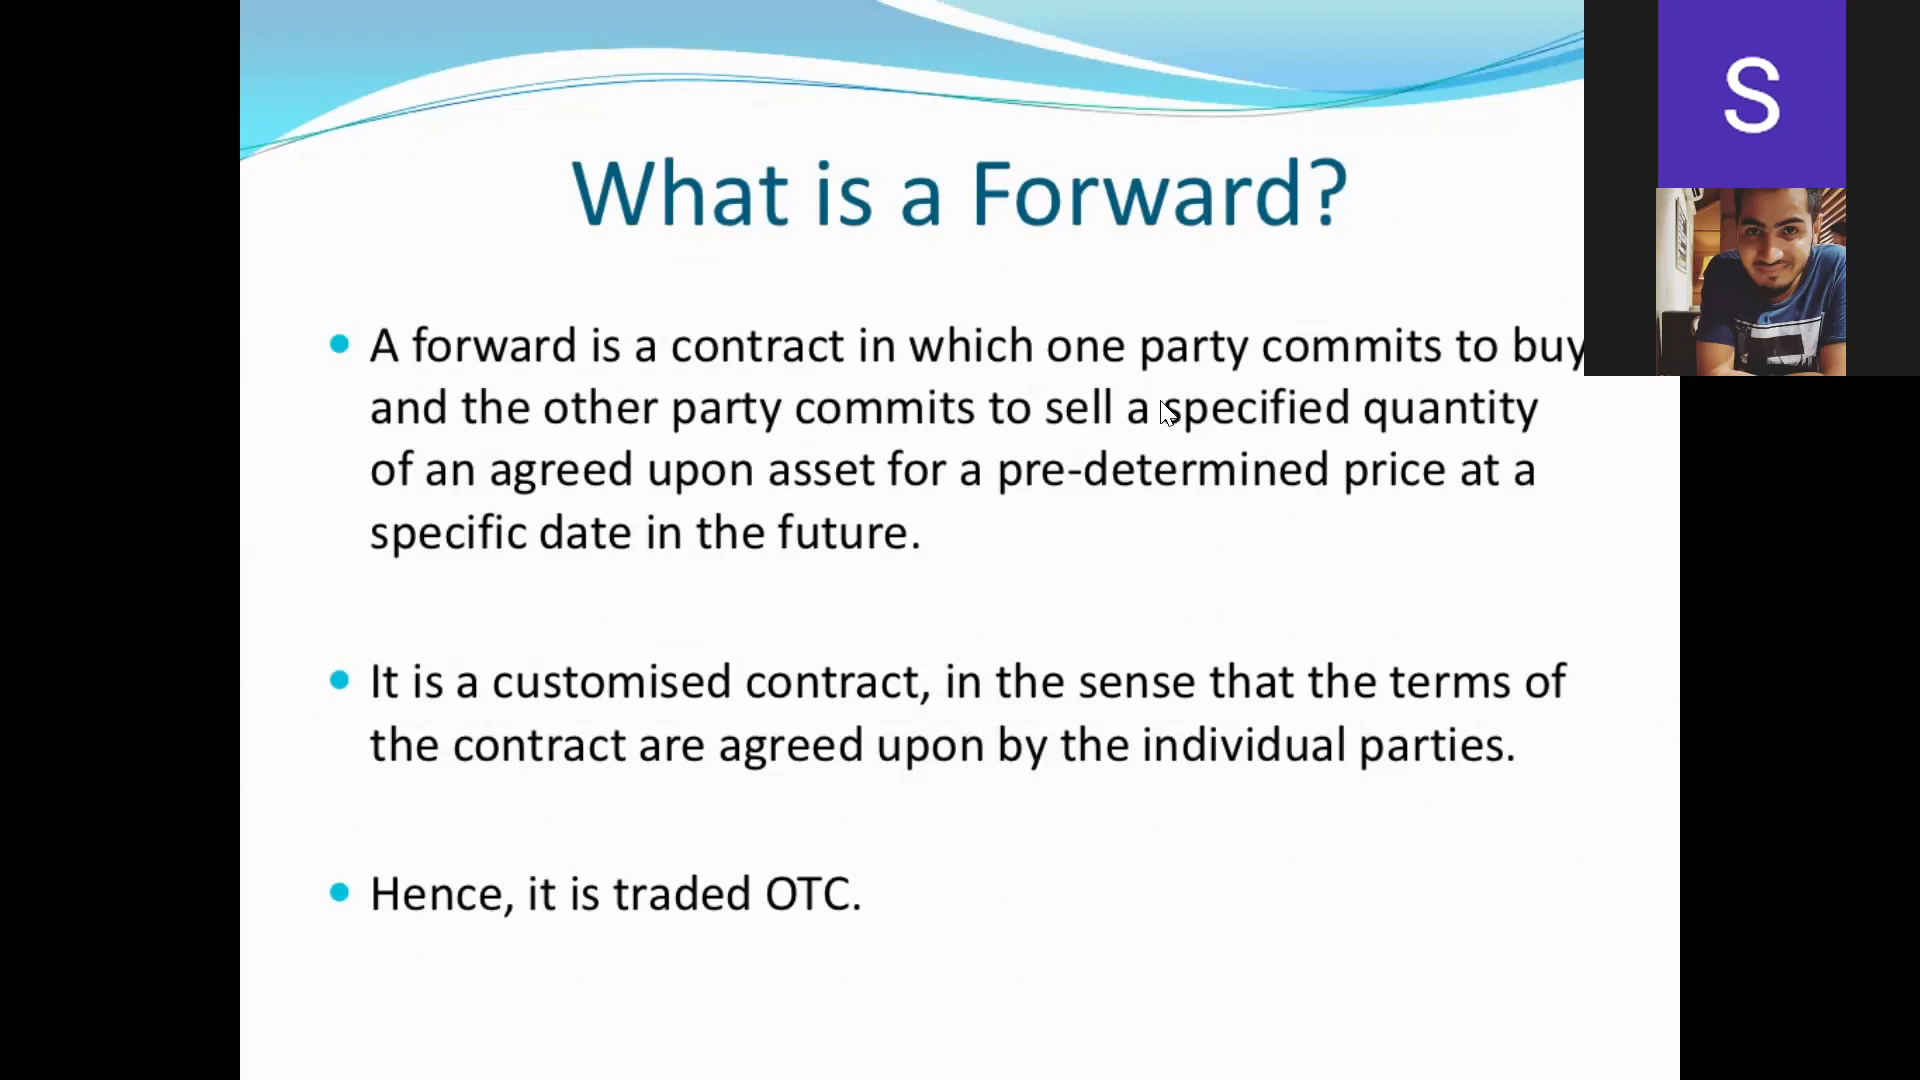 What is a Forward?
A forward is a contract in which one party commits to buy
and the other party commits to sell a specified quantity
of an agreed upon asset for a pre-determined price at a
specific date in the future.
It is a customised contract, in the sense that the terms of
the contract are agreed upon by the individual parties.
Hence, it is traded OTC.
S